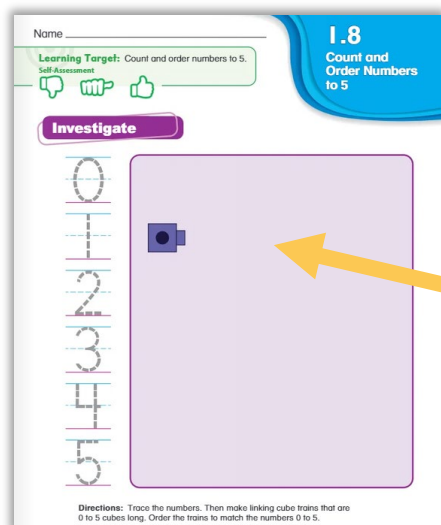 Name
1.8
Count and
Order Numbers
to 5
Learning Target: Count and order numbers to 5.
Self-Assessment
Investigate
0
1
2
3
4
5
Directions: Trace the numbers. Then make linking cube trains that are
0 to 5 cubes long. Order the trains to match the numbers 0 to 5.